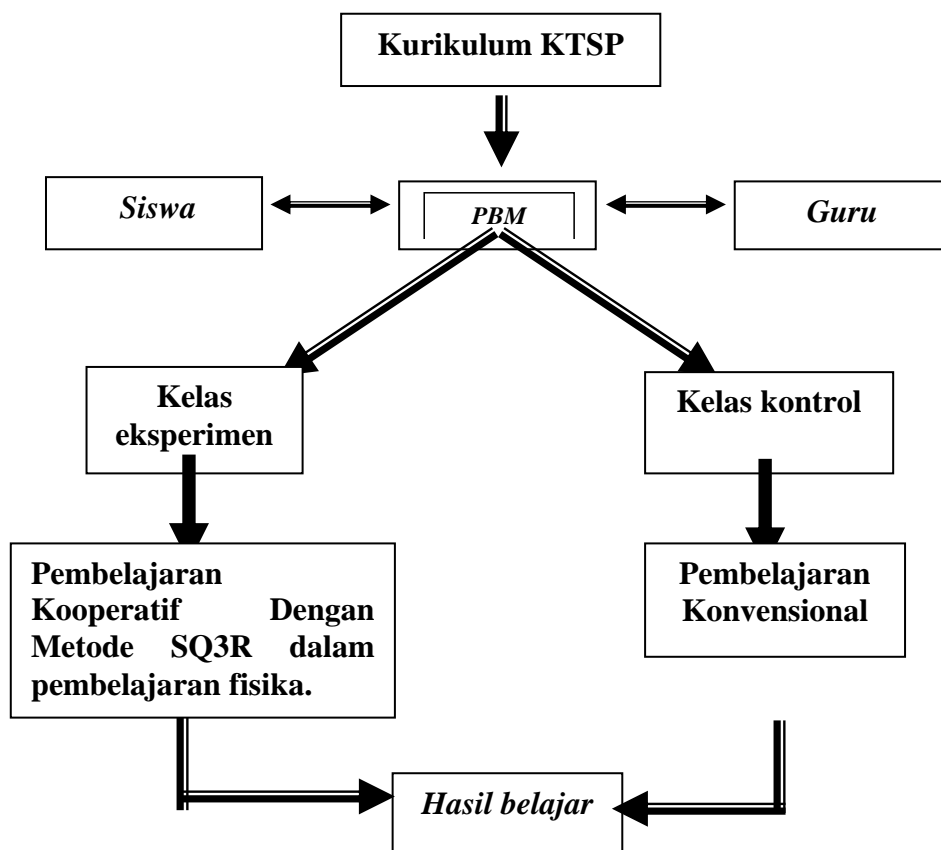 Kurikulum KTSP
Siswa
PBM
Guru
Kelas
eksperimen
Kelas kontrol
Pembelajaran
Kooperatif Dengan
Metode SQ3R dalam
pembelajaran fisika.
Pembelajaran
Konvensional
Hasil belajar